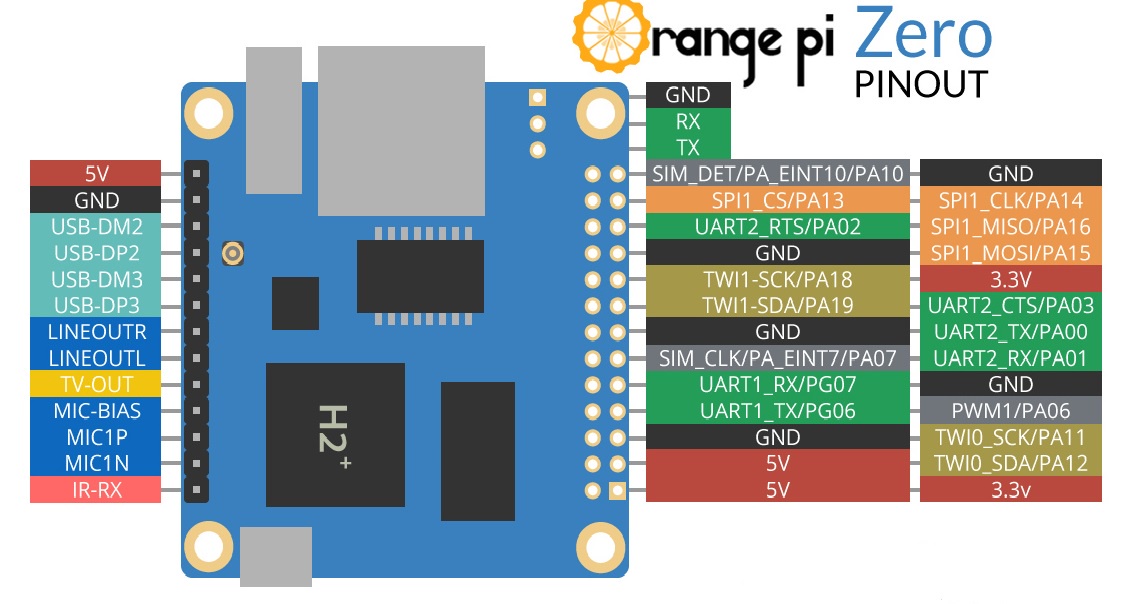 range pi Zero
PINOUT
GND
RX
TX
5V
GND
USB-DM2
USB-DP2
USB-DM3
USB-DP3
LINEOUTR
LINEOUTL
TV-OUT
MIC-BIAS
MIC1P
MIC1N
IR-RX
H2+
SIM_DET/PA_EINT10/PA10 GND
SPI1_CS/PA13 SPI1_CLK/PA14
UART2_RTS/PA02 SPI1_MISO/PA16
GND SPI1_MOSI/PA15
TWI1-SCK/PA18 3.3V
TWI1-SDA/PA19 UART2_CTS/PA03
GND UART2_TX/PA00
SIM_CLK/PA_EINT7/PA07 UART2_RX/PA01
UART1_RX/PG07 GND
UART1_TX/PG06 PWM1/PA06
GND TWI0_SCK/PA11
5V TWI0_SDA/PA12
5V 3.3v